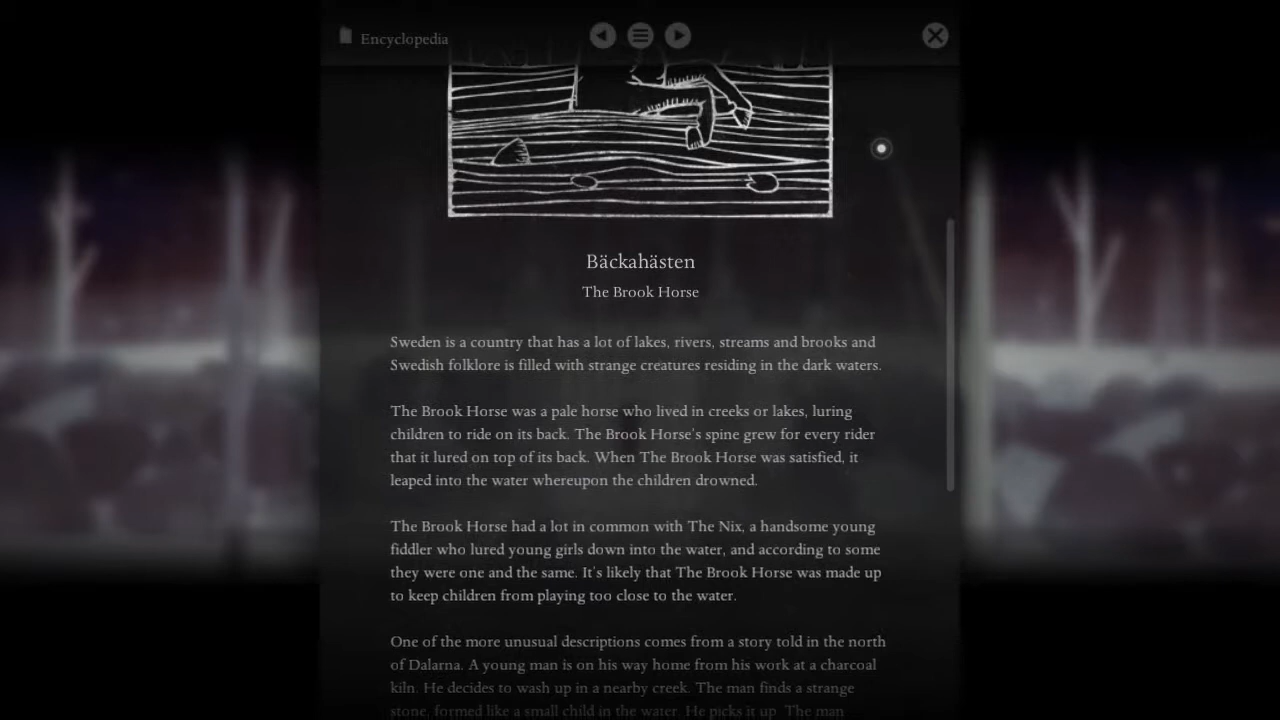 Encyclopedia
Bäckahästen
The Brook Horse
Sweden is a country that has a lot of lakes, rivers, streams and brooks and
Swedish folklore is filled with strange creatures residing in the dark waters.
The Brook Horse was a pale horse who lived in creeks or lakes, luring
children to ride on its back. The Brook Horse's spine grew for every rider
that it lured on top of its back. When The Brook Horse was satisfied, it
leaped into the water whereupon the children drowned.
The Brook Horse had a lot in common with The Nix, a handsome young
fiddler who lured young girls down into the water, and according to some
they were one and the same. It's likely that The Brook Horse was made up
to keep children from playing too close to the water.
One of the more unusual descriptions comes from a story told in the north
of Dalarna. A young man is on his way home from his work at a charcoal
kiln. He decides to wash up in a nearby creek. The man finds a strange
stone, formed like a small child in the water. He picks it up. The man